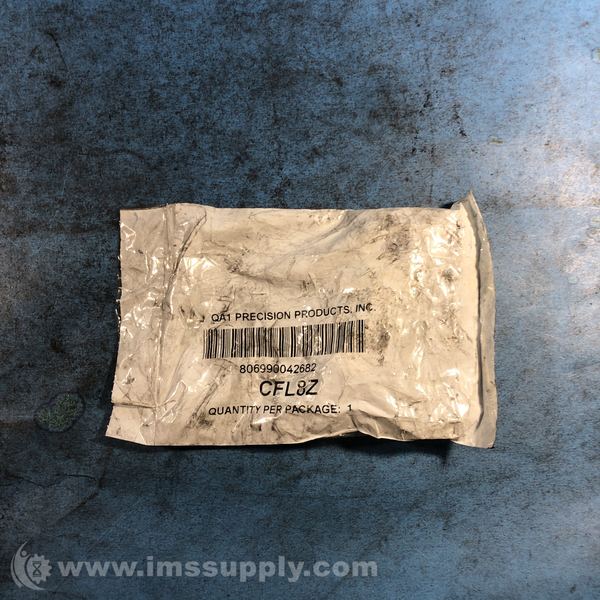 QA1 PRECISION PRODUCTS, INC.
806990042682
CFL8Z
QUANTITY PER PACKAGE: 1
www.imssupply.com